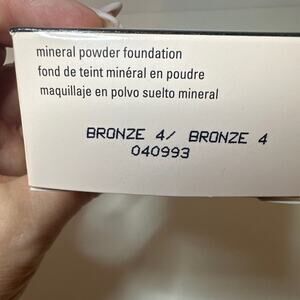 mineral powder foundation
fond de teint minéral en poudre
maquillaje en polvo suelto mineral
BRONZE 4/ BRONZE 4
040993